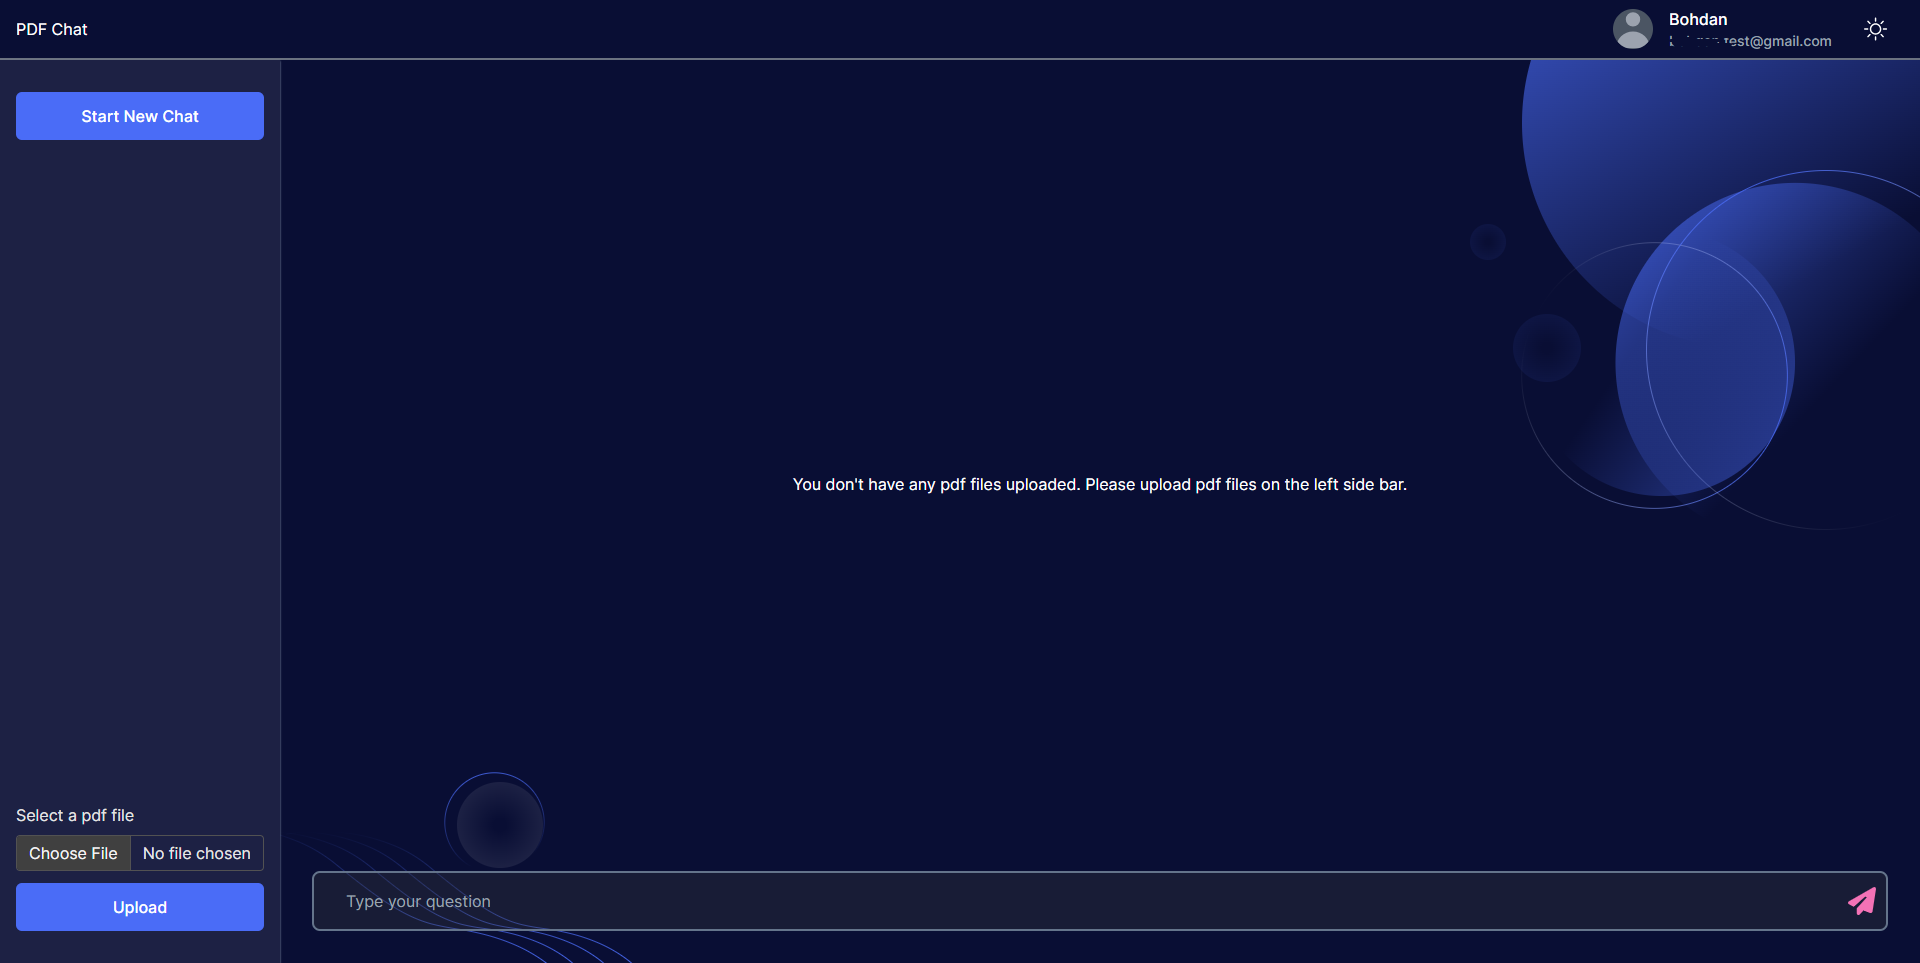 PDF Chat
Bohdan
test@gmail.com
Start New Chat
You don't have any pdf files uploaded. Please upload pdf files on the left side bar.
Select a pdf file
Choose File No file chosen
Upload
Type your question